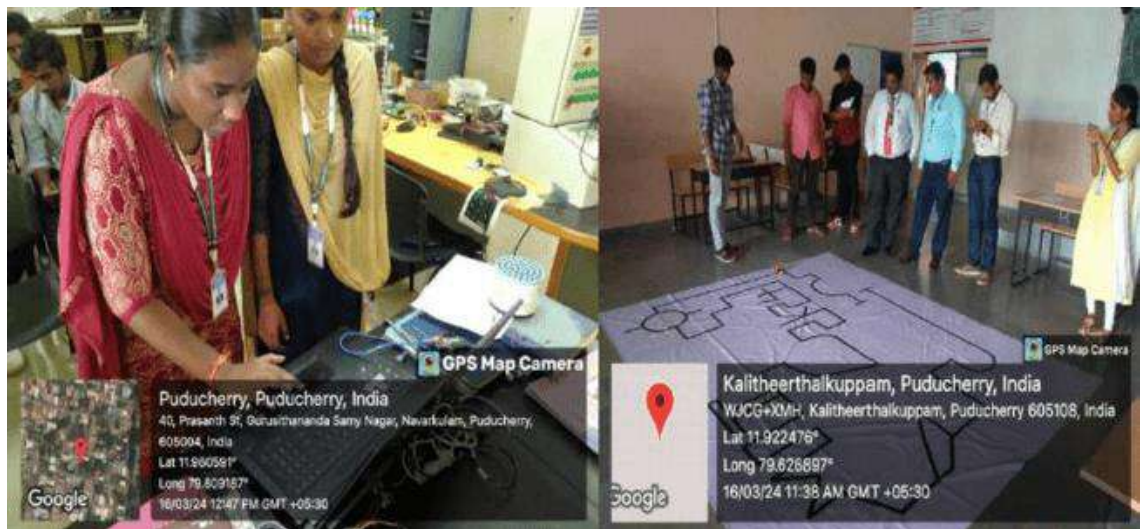 GPS Map Camera
Puducherry, Puducherry, India
40, Prasanth St, Gurusithananda Samy Nagar, Navarkulam, Puducherry,
605004, India
Lat 11.960591°
Long 79.809187°
16/03/24 12:47 PM GMT +05:30
Google
GPS Map Camera
Kalitheerthalkuppam, Puducherry, India
WJCG+XMH, Kalitheerthalkuppam, Puducherry 605108, India
Lat 11.922476°
Long 79.626897°
16/03/24 11:38 AM GMT +05:30
Google